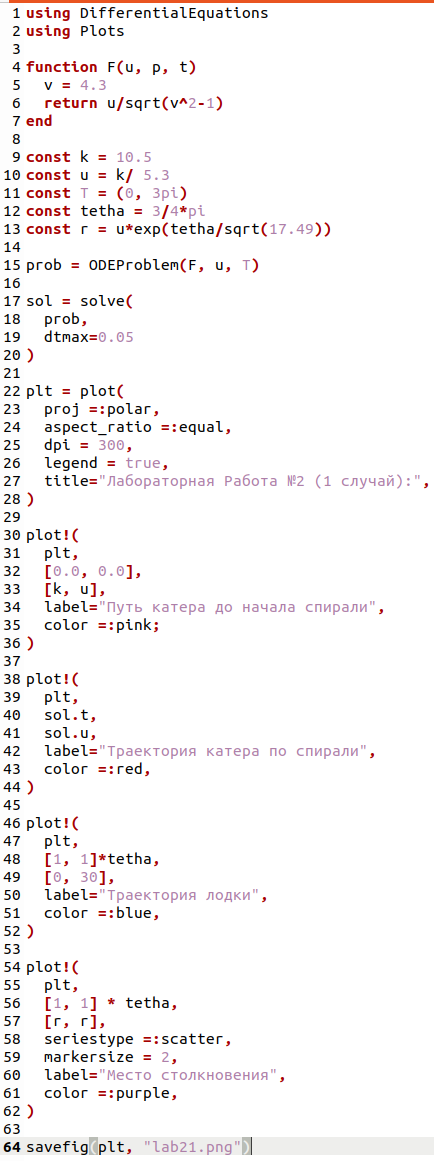 1 using DifferentialEquations
2 using Plots
3
4 function F(u, p, t)
5   v = 4.3
6   return u/sqrt(v^2-1)
7 end
8
9 const k = 10.5
10 const u = k/ 5.3
11 const T = (0, 3pi)
12 const tetha = 3/4*pi
13 const r = u*exp(tetha/sqrt(17.49))
14
15 prob = ODEProblem(F, u, T)
16
17 sol = solve(
18   prob,
19   dtmax=0.05
20 )
21
22 plt = plot(
23   proj =:polar,
24   aspect_ratio =:equal,
25   dpi = 300,
26   legend = true,
27   title="Лабораторная Работа №2 (1 случай):",
28 )
29
30 plot!(
31   plt,
32   [0.0, 0.0],
33   [k, u],
34   label="Путь катера до начала спирали",
35   color =:pink;
36 )
37
38 plot!(
39   plt,
40   sol.t,
41   sol.u,
42   label="Траектория катера по спирали",
43   color =:red,
44 )
45
46 plot!(
47   plt,
48   [1, 1]*tetha,
49   [0, 30],
50   label="Траектория лодки",
51   color =:blue,
52 )
53
54 plot!(
55   plt,
56   [1, 1] * tetha,
57   [r, r],
58   seriestype =:scatter,
59   markersize = 2,
60   label="Место столкновения",
61   color =:purple,
62 )
63
64 savefig(plt, "lab21.png")